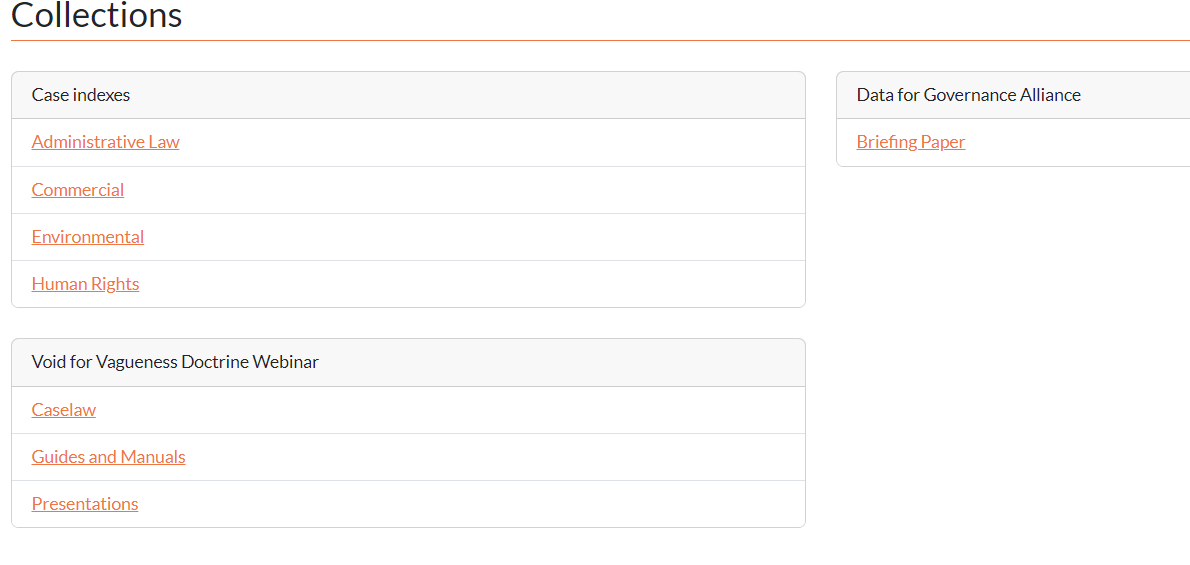 Collections
Case indexes
Administrative Law
Commercial
Environmental
Human Rights
Void for Vagueness Doctrine Webinar
Caselaw
Guides and Manuals
Presentations
Data for Governance Alliance
Briefing Paper